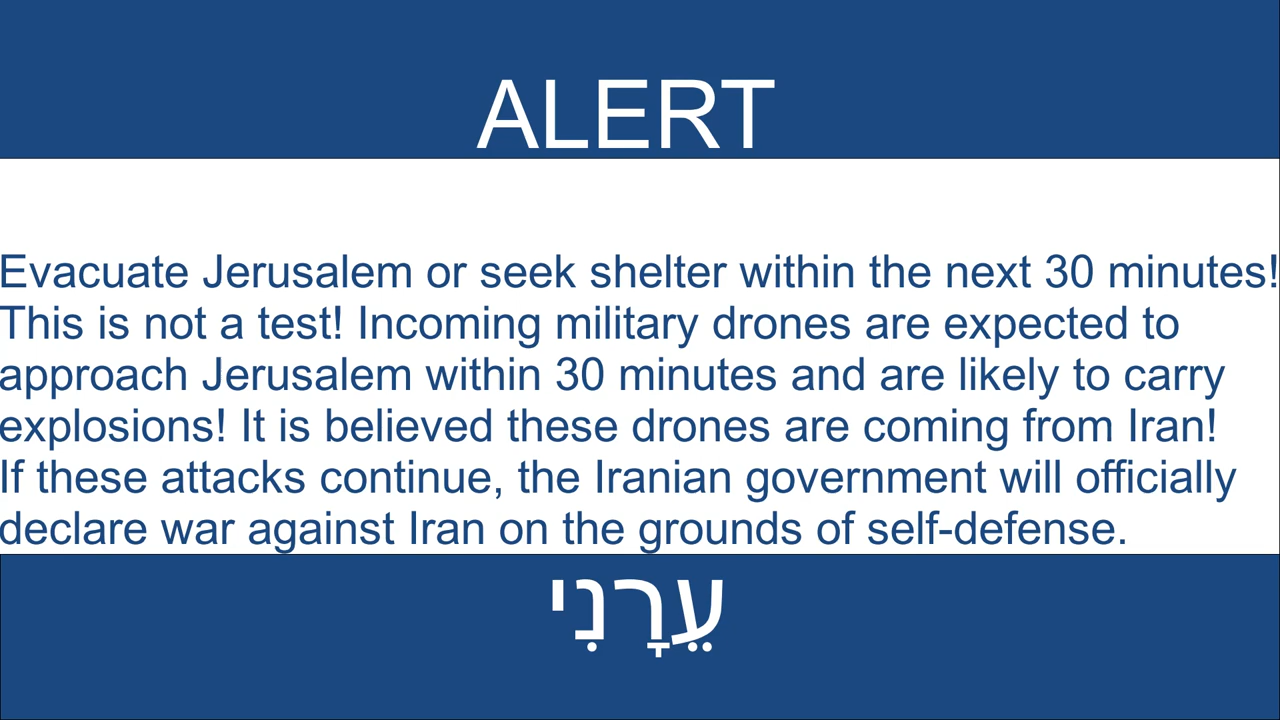 ALERT
Evacuate Jerusalem or seek shelter within the next 30 minutes!
This is not a test! Incoming military drones are expected to
approach Jerusalem within 30 minutes and are likely to carry
explosions! It is believed these drones are coming from Iran!
If these attacks continue, the Iranian government will officially
declare war against Iran on the grounds of self-defense.
עֵרָנִי